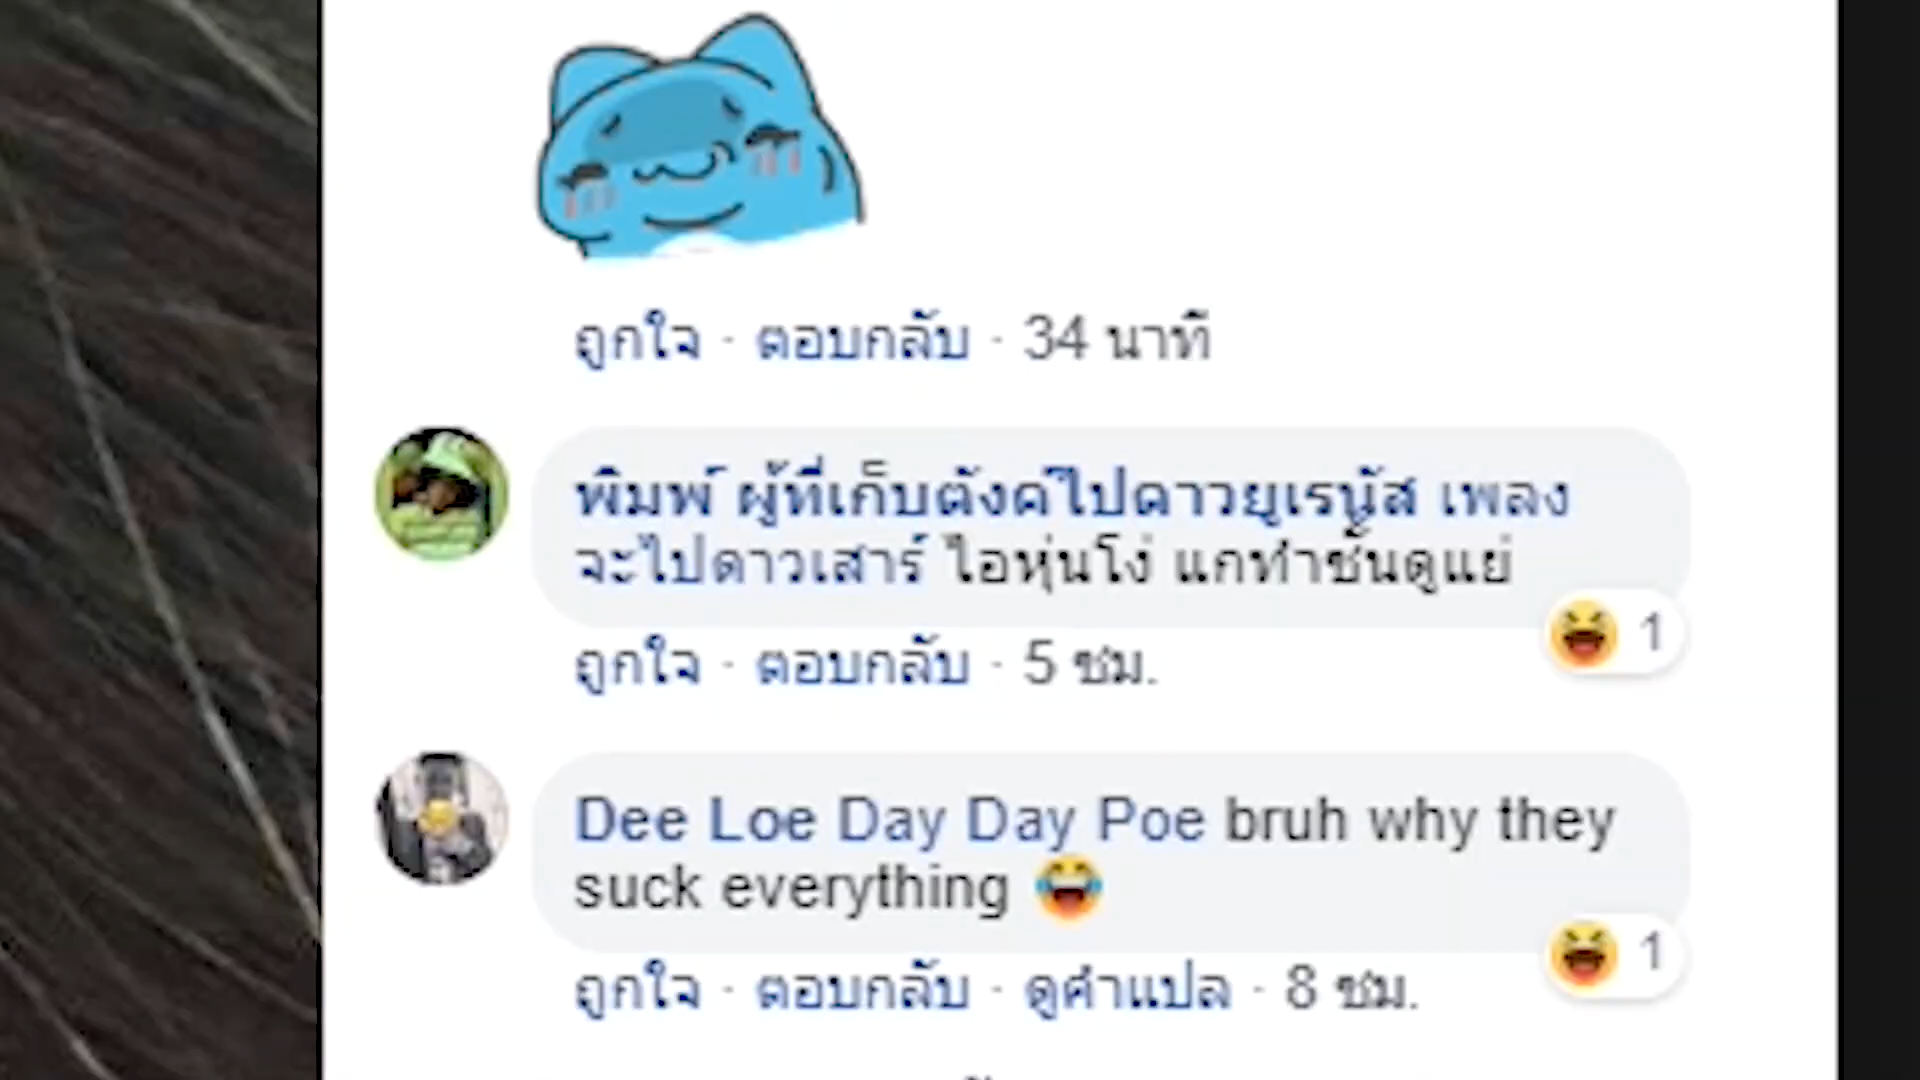 ถูกใจ · ตอบกลับ · 34 นาที
พิมพ์ ผู้ที่เก็บตังค์ไปดาวยูเรนัส เพลง
จะไปดาวเสาร์ ไอหุ่นโง่ แกทำชั้นดูแย่
1
ถูกใจ · ตอบกลับ · 5 ชม.
Dee Loe Day Day Poe bruh why they
suck everything 😂
1
ถูกใจ · ตอบกลับ · ดูคำแปล · 8 ชม.